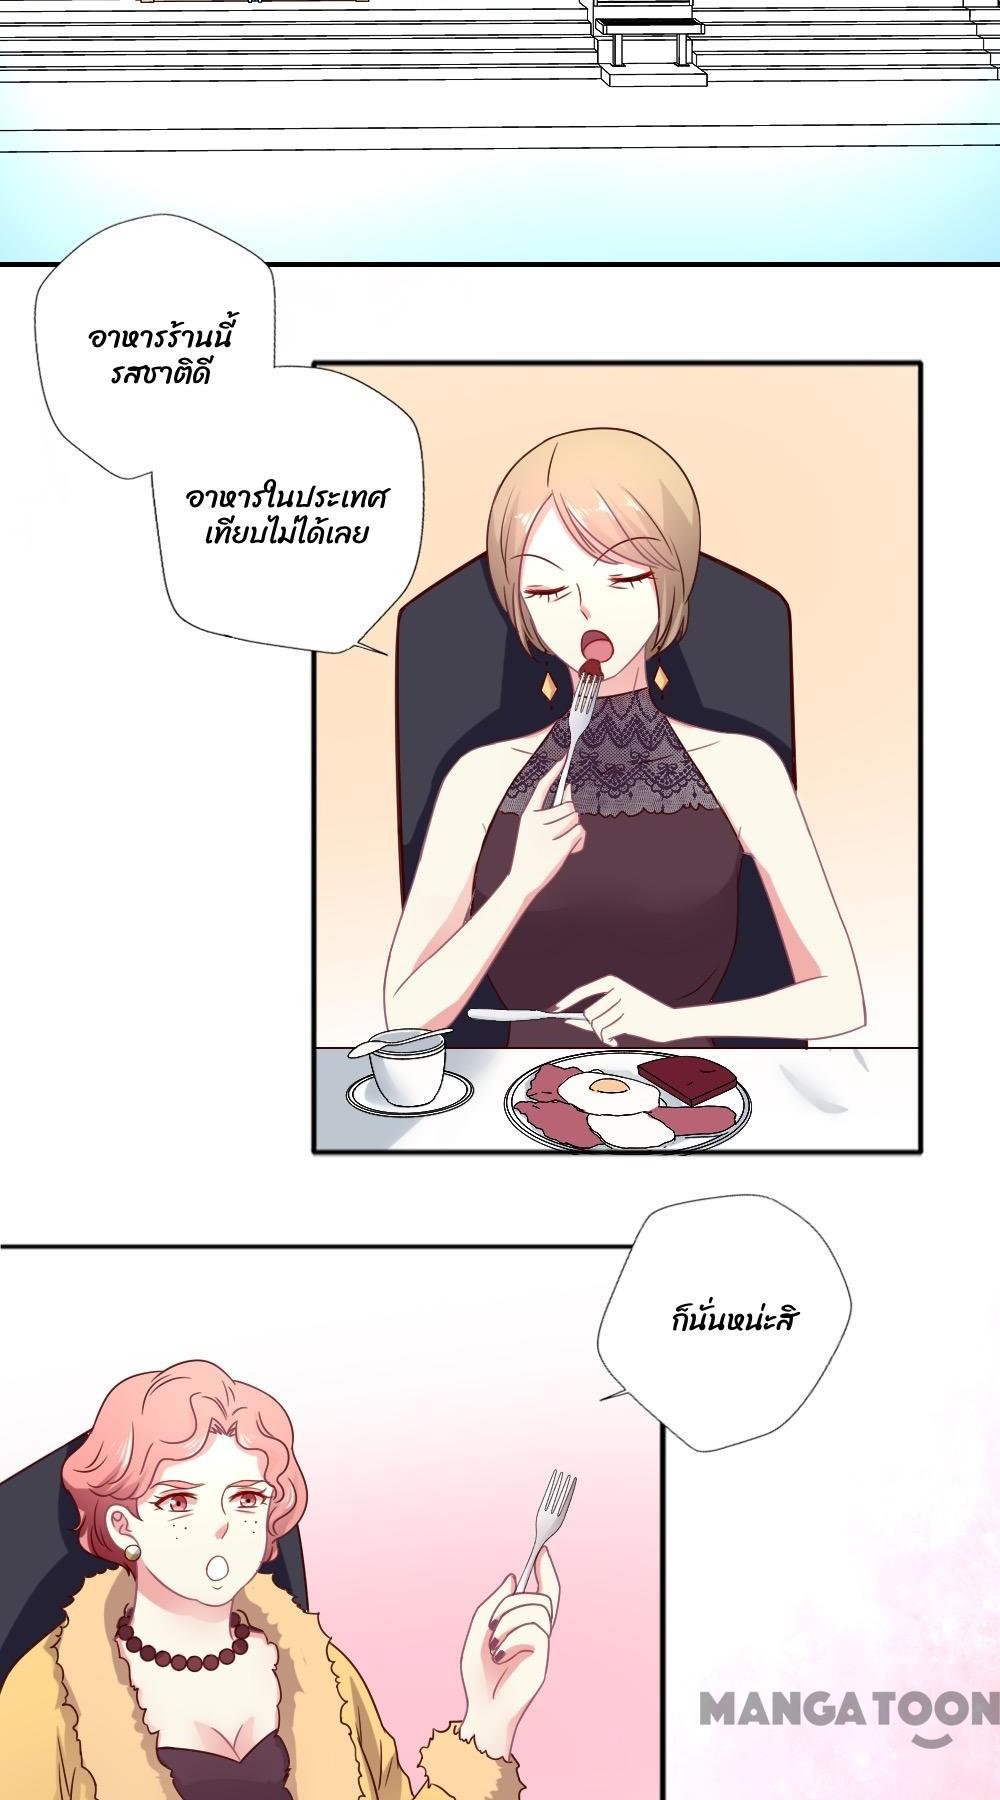 อาหารร้านนี้
รสชาติดี
อาหารในประเทศ
เทียบไม่ได้เลย
ก็นั่นหน่ะสิ
MANGATOON